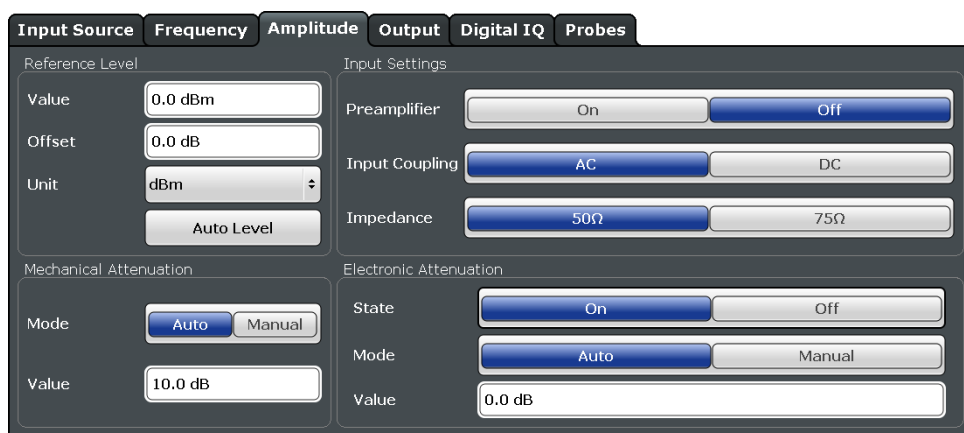 Input Source Frequency Amplitude Output Digital IQ Probes
Reference Level
Value 0.0 dBm
Offset 0.0 dB
Unit dBm
Auto Level
Input Settings
Preamplifier On Off
Input Coupling AC DC
Impedance 50Ω 75Ω
Mechanical Attenuation
Mode Auto Manual
Value 10.0 dB
Electronic Attenuation
State On Off
Mode Auto Manual
Value 0.0 dB